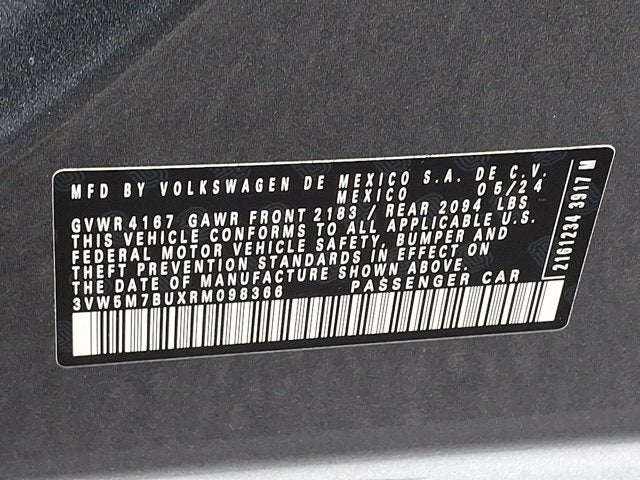 MFD BY VOLKSWAGEN DE MEXICO S.A. DE C.V.
MEXICO 05/24
GVWR 4167 GAWR FRONT 2183 / REAR 2094 LBS
THIS VEHICLE CONFORMS TO ALL APPLICABLE U.S.
FEDERAL MOTOR VEHICLE SAFETY, BUMPER AND
THEFT PREVENTION STANDARDS IN EFFECT ON
THE DATE OF MANUFACTURE SHOWN ABOVE.
3VW5M7BUXRM098366 PASSENGER CAR
2161234 3917 M